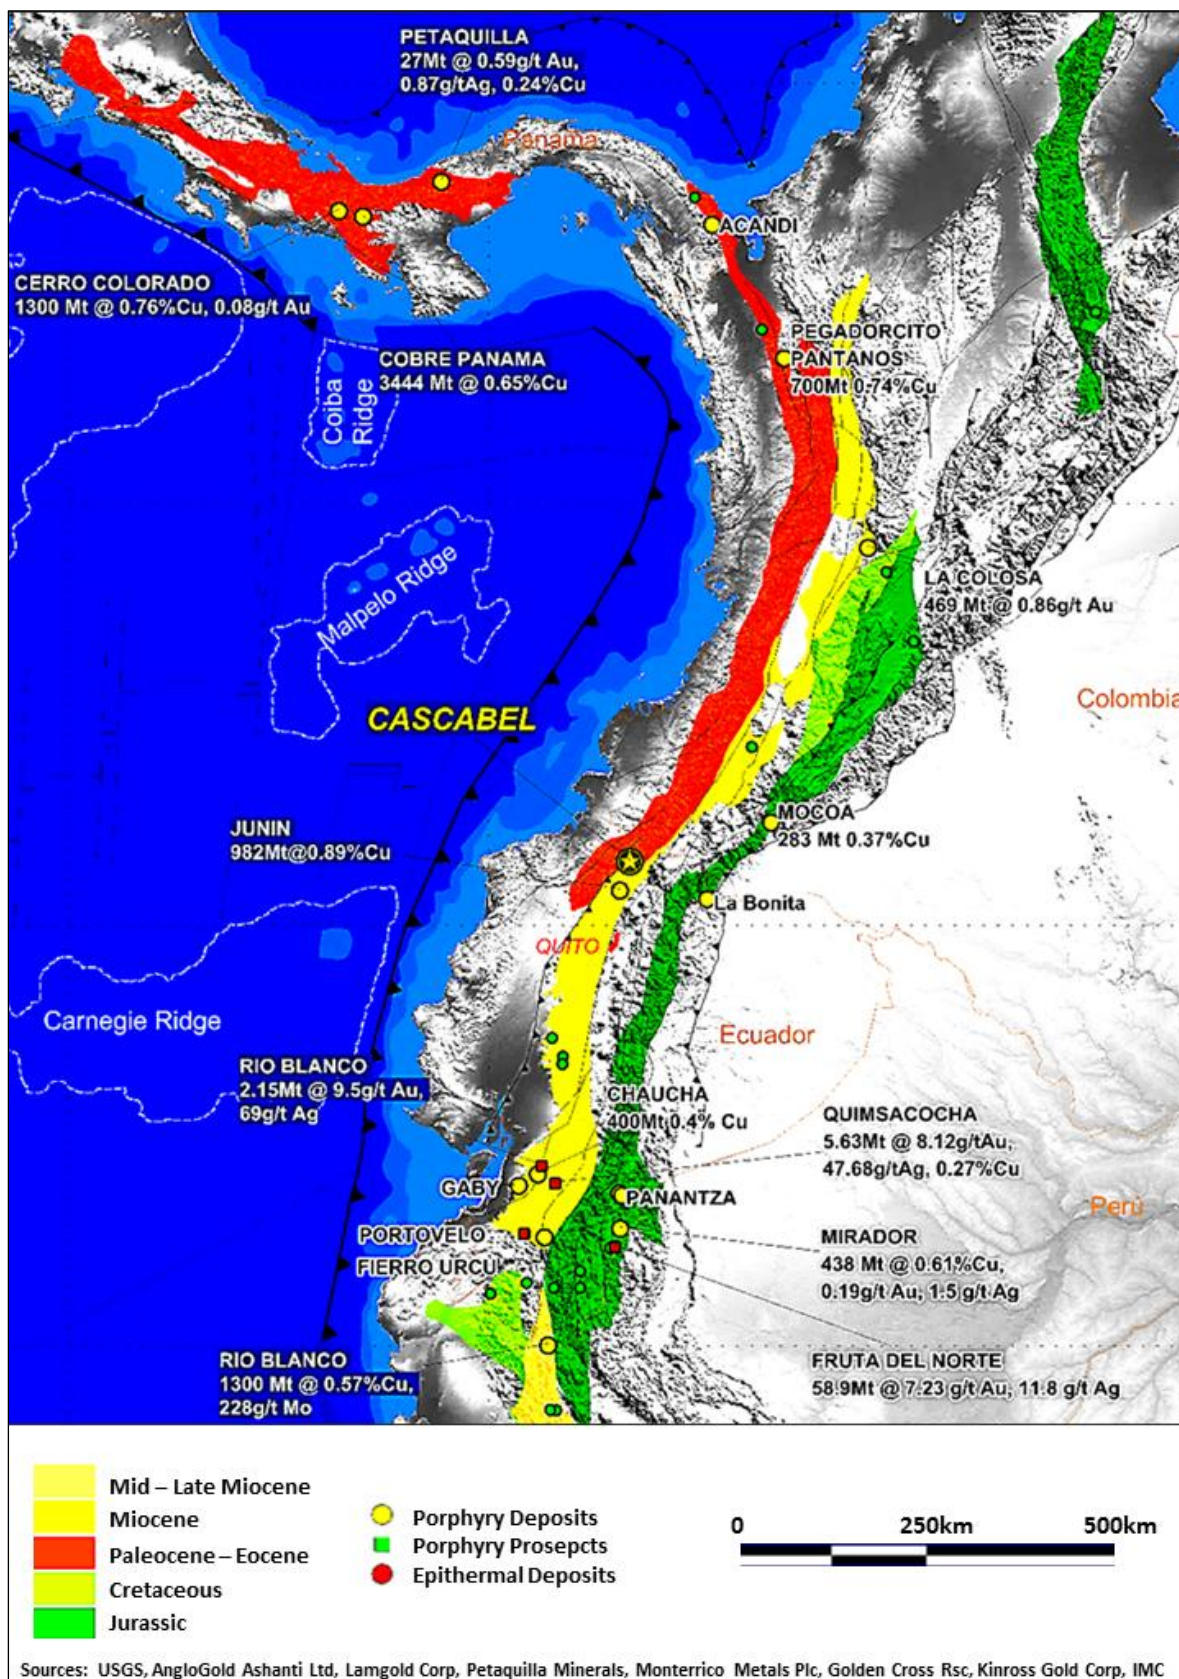 PETAQUILLA
27Mt @ 0.59g/t Au,
0.87g/tAg, 0.24%Cu
Panama
ACANDI
CERRO COLORADO
1300 Mt @ 0.76%Cu, 0.08g/t Au
PEGADORCITO
PANTANOS
700Mt 0.74%Cu
COBRE PANAMA
3444 Mt @ 0.65%Cu
Coiba
Ridge
Malpelo Ridge
LA COLOSA
469 Mt @ 0.86g/t Au
Colombia
CASCABEL
MOCOA
283 Mt 0.37%Cu
JUNIN
982Mt@0.89%Cu
La Bonita
QUITO
Carnegie Ridge
Ecuador
RIO BLANCO
2.15Mt @ 9.5g/t Au,
69g/t Ag
CHAUCHA
400Mt 0.4% Cu
QUIMSACOCHA
5.63Mt @ 8.12g/tAu,
47.68g/tAg, 0.27%Cu
GABY
PANANTZA
Perú
PORTOVELO
FIERRO URCU
MIRADOR
438 Mt @ 0.61%Cu,
0.19g/t Au, 1.5 g/t Ag
RIO BLANCO
1300 Mt @ 0.57%Cu,
228g/t Mo
FRUTA DEL NORTE
58.9Mt @ 7.23 g/t Au, 11.8 g/t Ag
Mid – Late Miocene
Miocene
Paleocene – Eocene
Cretaceous
Jurassic
Porphyry Deposits
Porphyry Prosepcts
Epithermal Deposits
0 250km 500km
Sources: USGS, AngloGold Ashanti Ltd, Lamgold Corp, Petaquilla Minerals, Monterrico Metals Plc, Golden Cross Rsc, Kinross Gold Corp, IMC